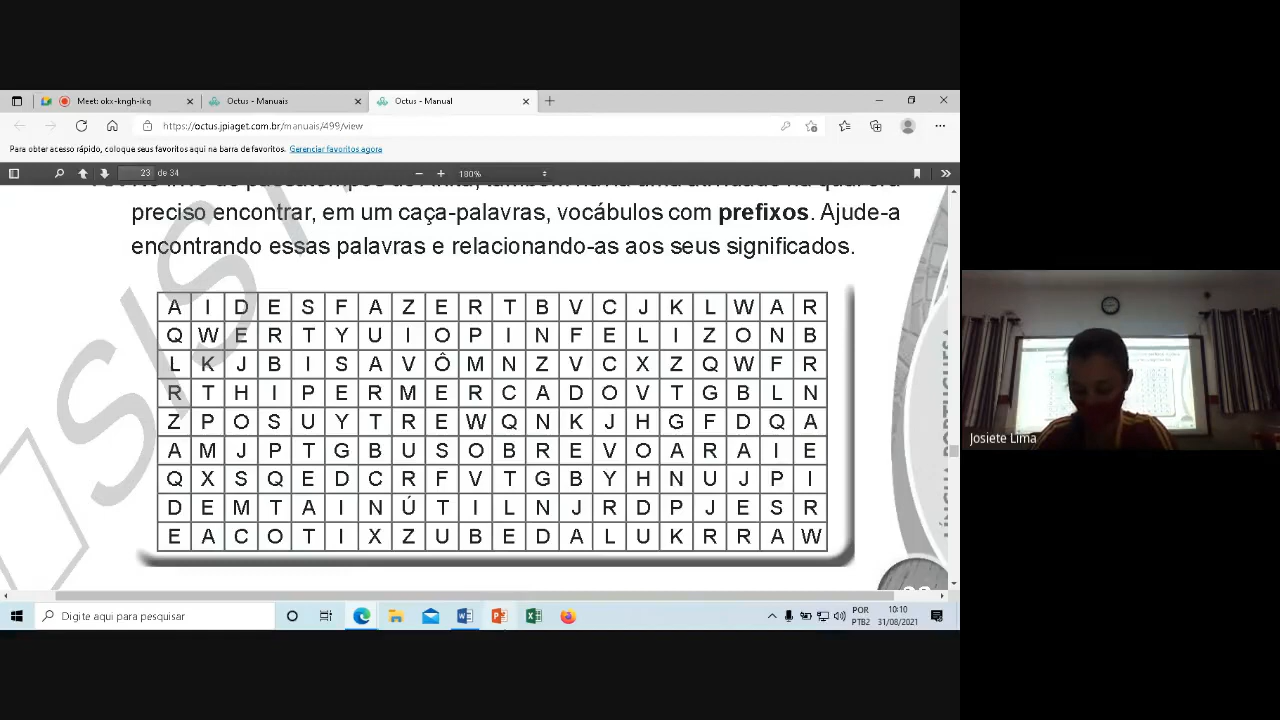 Meet: okx-kngh-ikq
Octus - Manuais
Octus - Manual
https://octus.jpiaget.com.br/manuais/499/view
Para obter acesso rápido, coloque seus favoritos aqui na barra de favoritos. Gerenciar favoritos agora
23 de 34
180%
preciso encontrar, em um caça-palavras, vocábulos com prefixos. Ajude-a
encontrando essas palavras e relacionando-as aos seus significados.
A I D E S F A Z E R T B V C J K L W A R
Q W E R T Y U I O P I N F E L I Z O N B
L K J B I S A V Ô M N Z V C X Z Q W F R
R T H I P E R M E R C A D O V T G B L N
Z P O S U Y T R E W Q N K J H G F D Q A
A M J P T G B U S O B R E V O A R A I E
Q X S Q E D C R F V T G B Y H N U J P I
D E M T A I N Ú T I L N J R D P J E S R
E A C O T I X Z U B E D A L U K R R A W
SIST
Josiete Lima
Digite aqui para pesquisar
POR
PTB2
10:10
31/08/2021